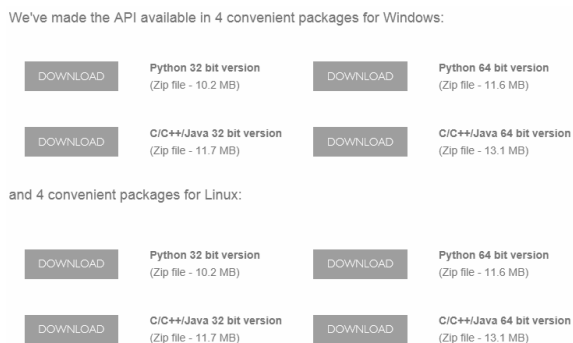 We've made the API available in 4 convenient packages for Windows:
DOWNLOAD
Python 32 bit version
(Zip file - 10.2 MB)
DOWNLOAD
Python 64 bit version
(Zip file - 11.6 MB)
DOWNLOAD
C/C++/Java 32 bit version
(Zip file - 11.7 MB)
DOWNLOAD
C/C++/Java 64 bit version
(Zip file - 13.1 MB)
and 4 convenient packages for Linux:
DOWNLOAD
Python 32 bit version
(Zip file - 10.2 MB)
DOWNLOAD
Python 64 bit version
(Zip file - 11.6 MB)
DOWNLOAD
C/C++/Java 32 bit version
(Zip file - 11.7 MB)
DOWNLOAD
C/C++/Java 64 bit version
(Zip file - 13.1 MB)